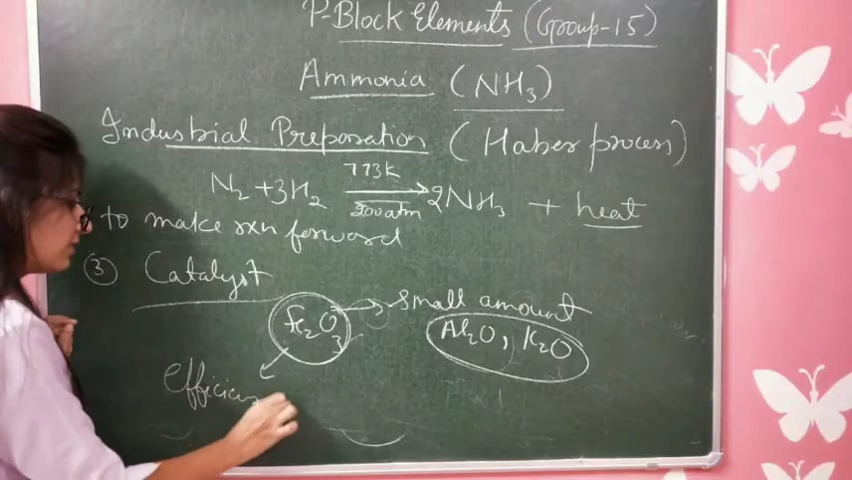 P-Block Elements (Group-15)
Ammonia (NH₃)
Industrial Preparation (Haber process)
773k
N₂ + 3H₂ → 2NH₃ + heat
200atm
to make rxn forward
③ Catalyst
Fe₂O₃ → small amount
Al₂O, K₂O